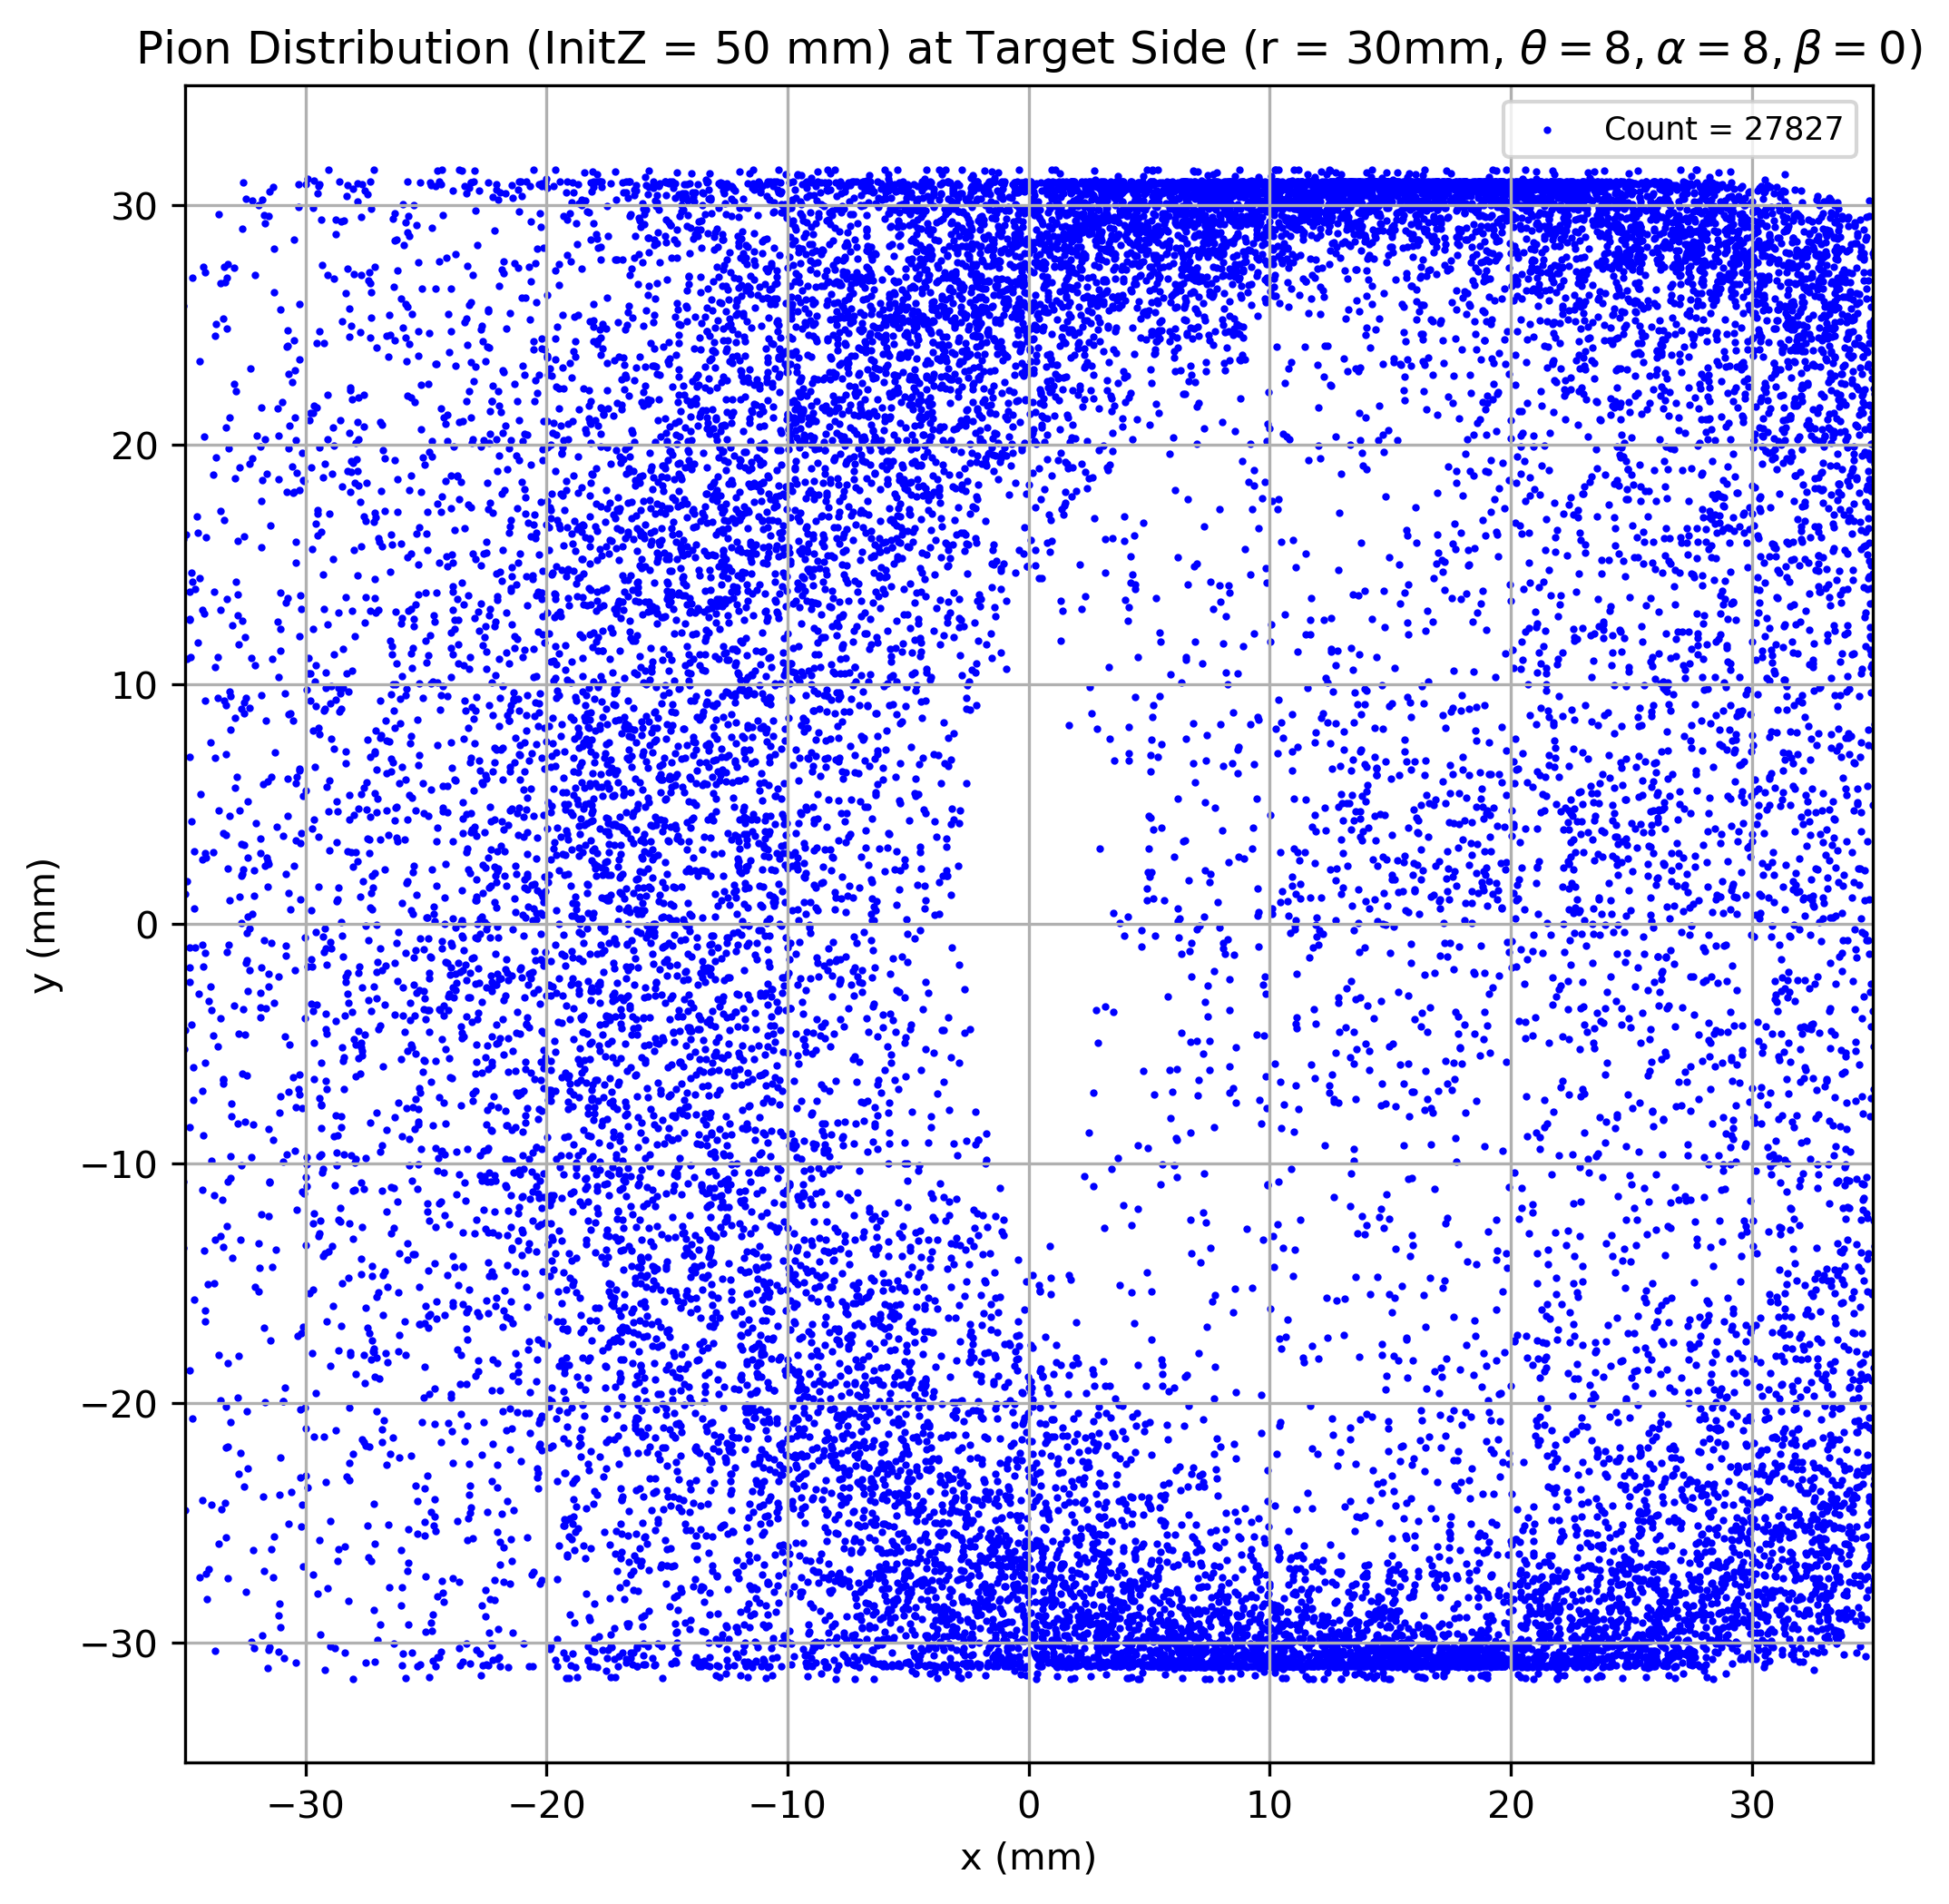 Pion Distribution (InitZ = 50 mm) at Target Side (r = 30mm, θ = 8, α = 8, β = 0)
Count = 27827
30
20
10
0
−10
−20
−30
y (mm)
−30 −20 −10 0 10 20 30
x (mm)